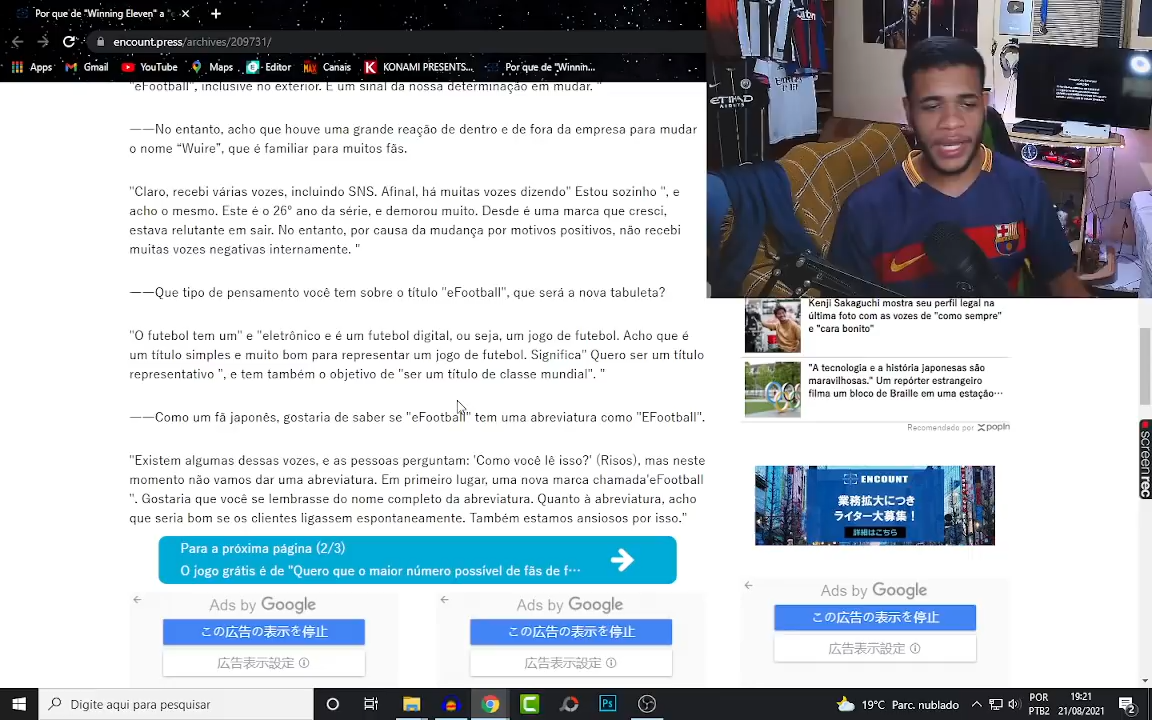 Por que de "Winning Eleven" a "
encount.press/archives/209731/
Apps
Gmail
YouTube
Maps
Editor
Canais
KONAMI PRESENTS...
Por que de "Winnin...
"eFootball", inclusive no exterior. É um sinal da nossa determinação em mudar. "
——No entanto, acho que houve uma grande reação de dentro e de fora da empresa para mudar
o nome “Wuire”, que é familiar para muitos fãs.
"Claro, recebi várias vozes, incluindo SNS. Afinal, há muitas vozes dizendo" Estou sozinho ", e
acho o mesmo. Este é o 26º ano da série, e demorou muito. Desde é uma marca que cresci,
estava relutante em sair. No entanto, por causa da mudança por motivos positivos, não recebi
muitas vozes negativas internamente. "
——Que tipo de pensamento você tem sobre o título "eFootball", que será a nova tabuleta?
"O futebol tem um" e "eletrônico e é um futebol digital, ou seja, um jogo de futebol. Acho que é
um título simples e muito bom para representar um jogo de futebol. Significa" Quero ser um título
representativo ", e tem também o objetivo de "ser um título de classe mundial". "
——Como um fã japonês, gostaria de saber se "eFootball" tem uma abreviatura como "EFootball".
"Existem algumas dessas vozes, e as pessoas perguntam: 'Como você lê isso?' (Risos), mas neste
momento não vamos dar uma abreviatura. Em primeiro lugar, uma nova marca chamada'eFootball
". Gostaria que você se lembrasse do nome completo da abreviatura. Quanto à abreviatura, acho
que seria bom se os clientes ligassem espontaneamente. Também estamos ansiosos por isso."
Para a próxima página (2/3)
O jogo grátis é de "Quero que o maior número possível de fãs de f···
Ads by Google
この広告の表示を停止
広告表示設定
Ads by Google
この広告の表示を停止
広告表示設定
ETIHAD
Kenji Sakaguchi mostra seu perfil legal na
última foto com as vozes de "como sempre"
e "cara bonito"
"A tecnologia e a história japonesas são
maravilhosas." Um repórter estrangeiro
filma um bloco de Braille em uma estação···
Recomendado por popIn
ENCOUNT
業務拡大につき
ライター大募集！
詳細はこちら
Ads by Google
この広告の表示を停止
広告表示設定
screenrec
Digite aqui para pesquisar
Ps
19°C Parc. nublado
POR
PTB2
19:21
21/08/2021
2